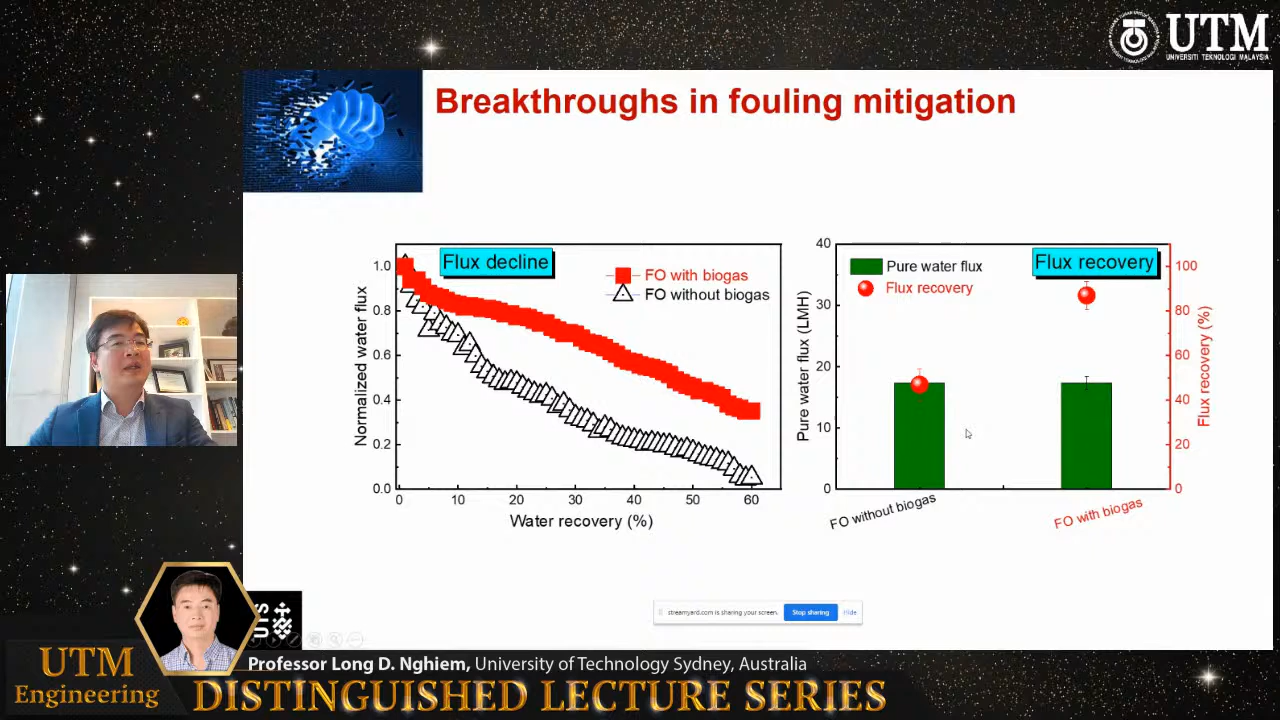 UTM
UNIVERSITI TEKNOLOGI MALAYSIA
Breakthroughs in fouling mitigation
Flux decline
FO with biogas
FO without biogas
Normalized water flux
1.0
0.8
0.6
0.4
0.2
0.0
0 10 20 30 40 50 60
Water recovery (%)
Flux recovery
Pure water flux
Flux recovery
Pure water flux (LMH)
40
30
20
10
0
100
80
60
40
20
0
Flux recovery (%)
FO without biogas
FO with biogas
streamyard.com is sharing your screen.
Stop sharing
Hide
UTS
UTM
Engineering
Professor Long D. Nghiem, University of Technology Sydney, Australia
DISTINGUISHED LECTURE SERIES